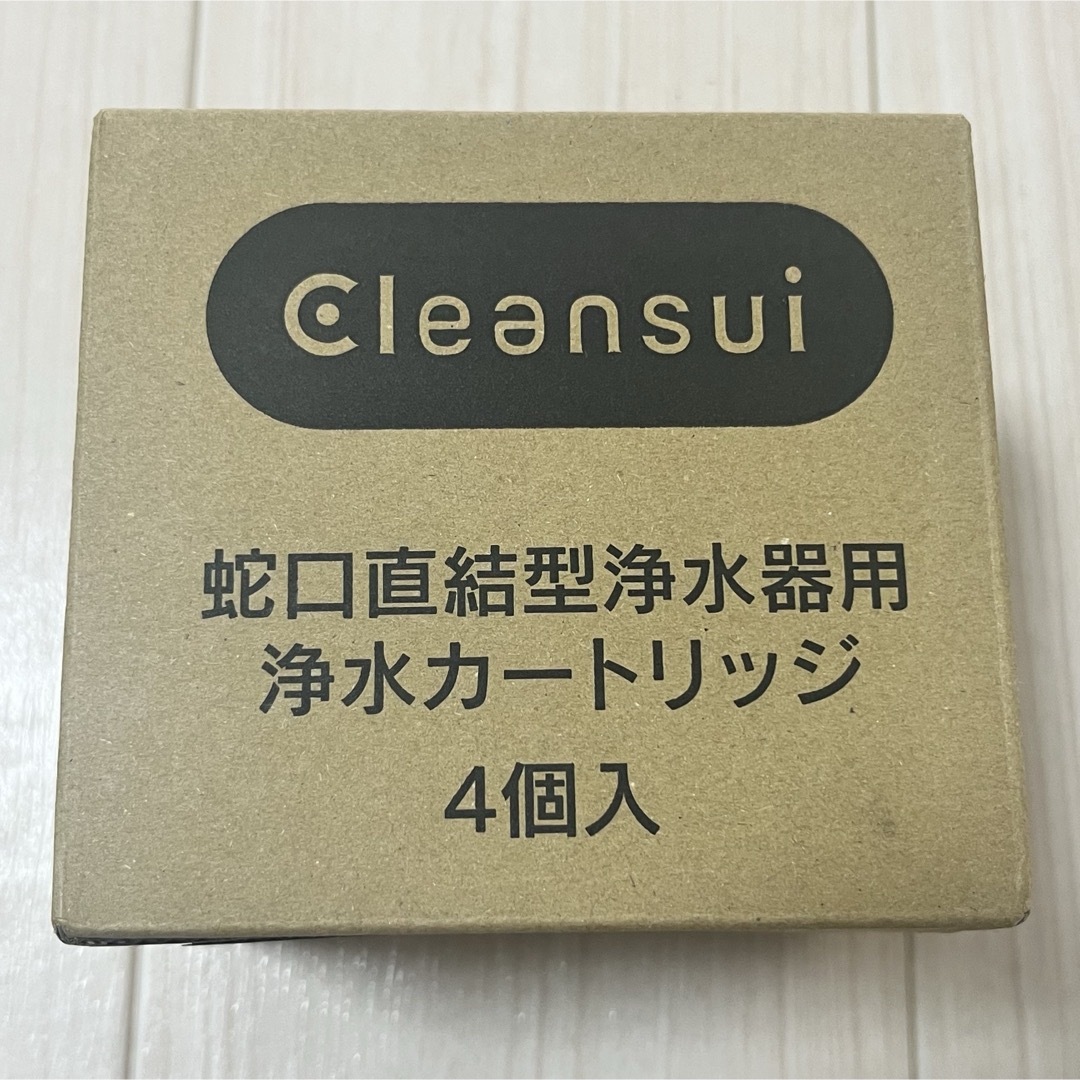 Cleansui
蛇口直結型浄水器用
浄水カートリッジ
4個入